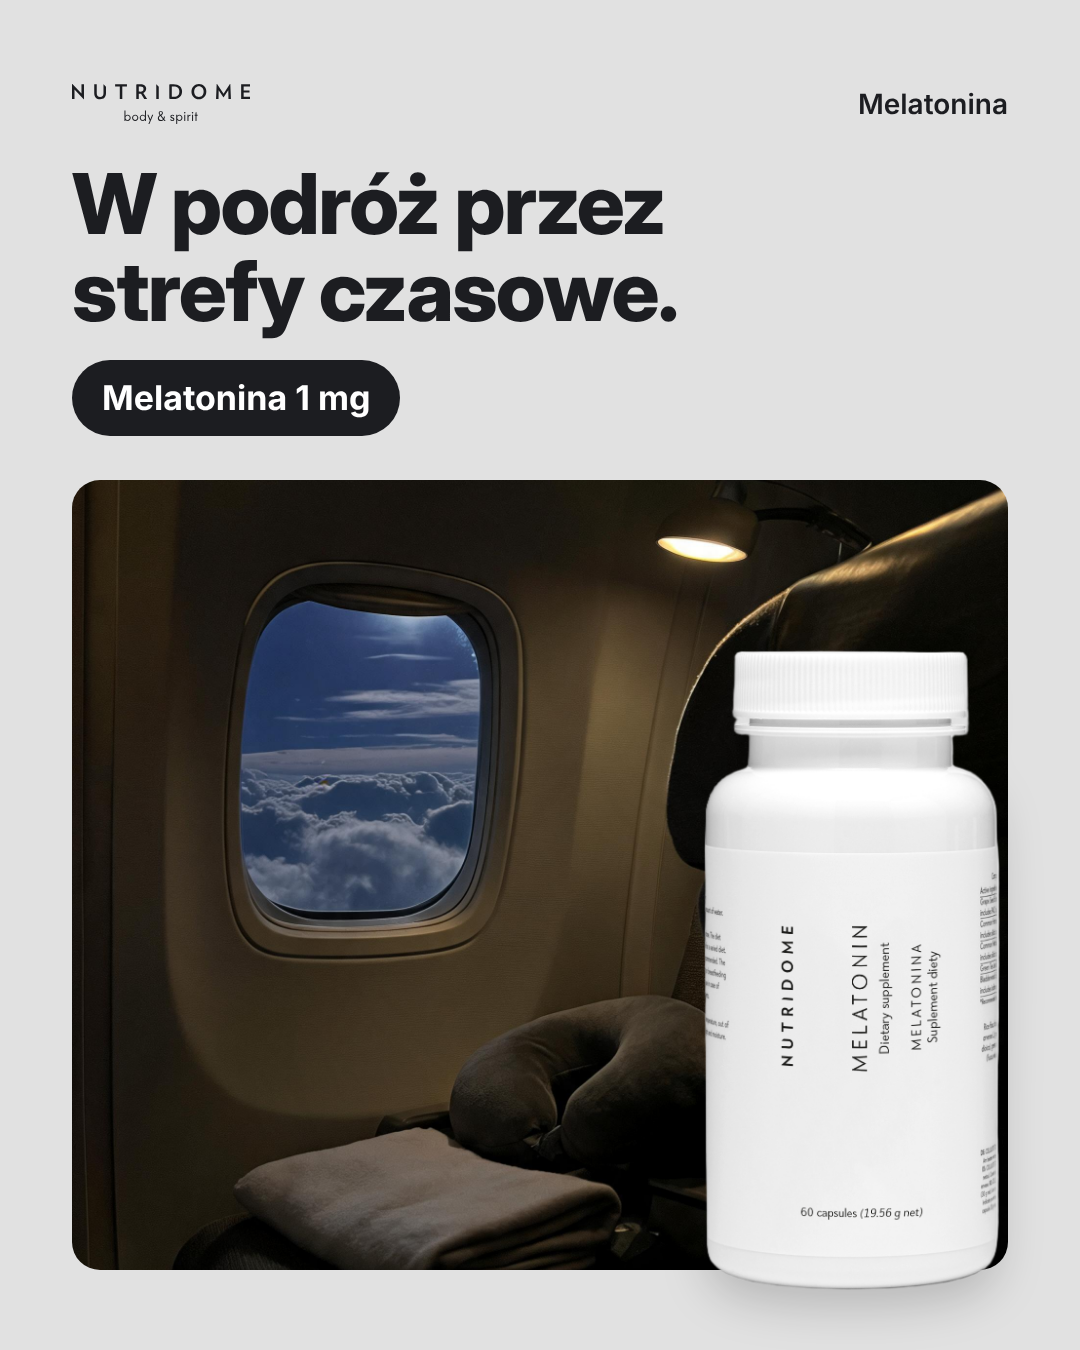 NUTRIDOME
body & spirit
Melatonina
W podróż przez
strefy czasowe.
Melatonina 1 mg
NUTRIDOME
MELATONIN
Dietary supplement
MELATONINA
Suplement diety
60 capsules (19.56 g net)